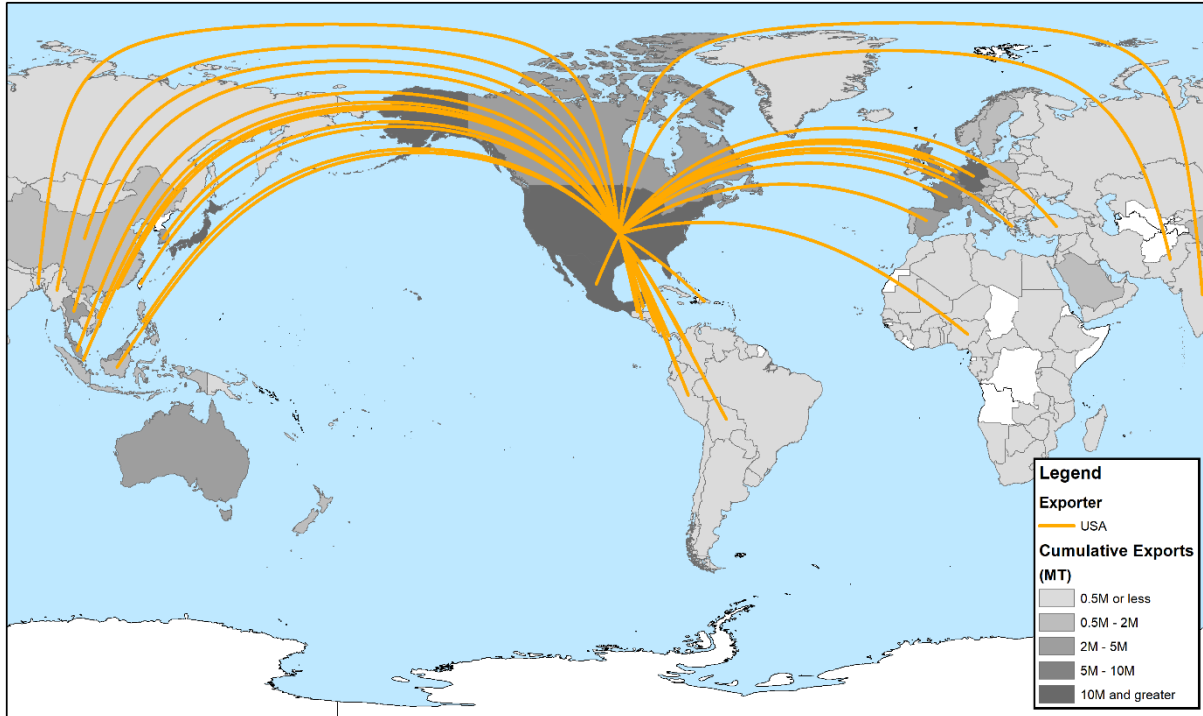 Legend
Exporter
USA
Cumulative Exports
(MT)
0.5M or less
0.5M - 2M
2M - 5M
5M - 10M
10M and greater